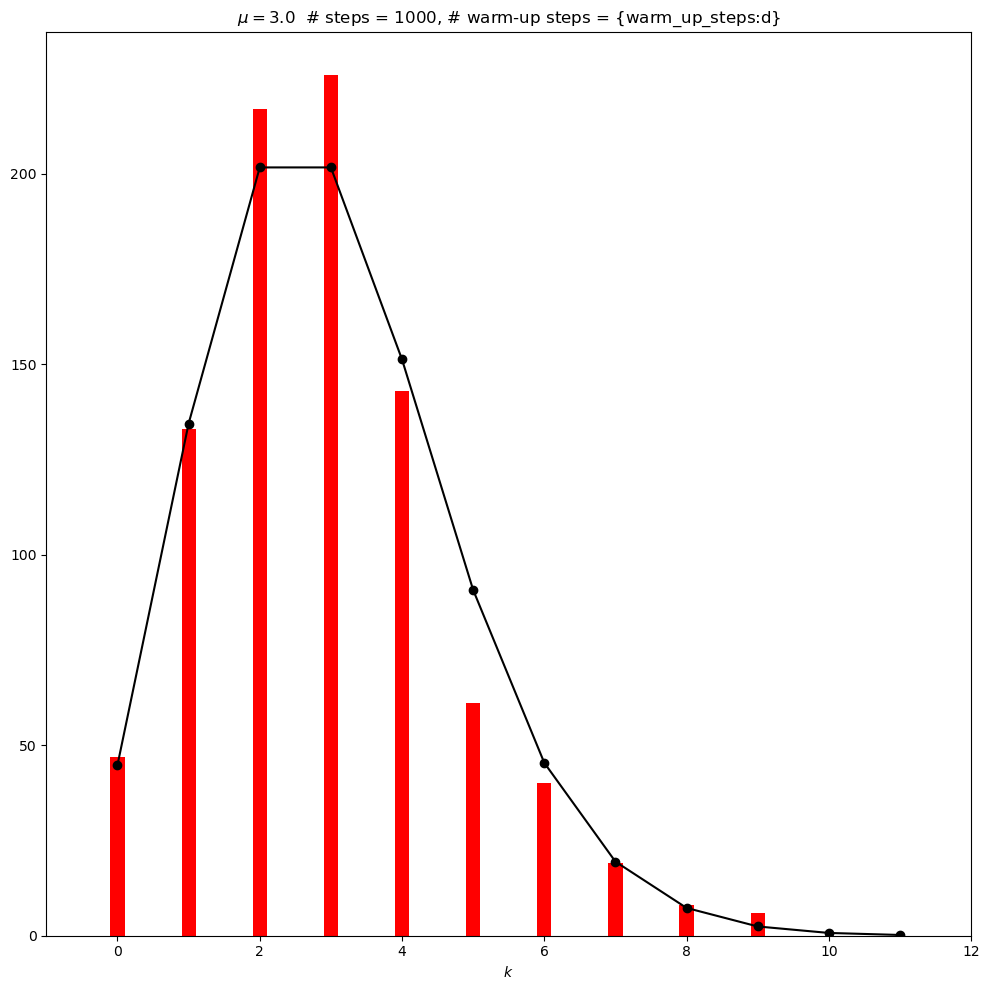 μ = 3.0 # steps = 1000, # warm-up steps = {warm_up_steps:d}
200
150
100
50
0
0 2 4 6 8 10 12
k